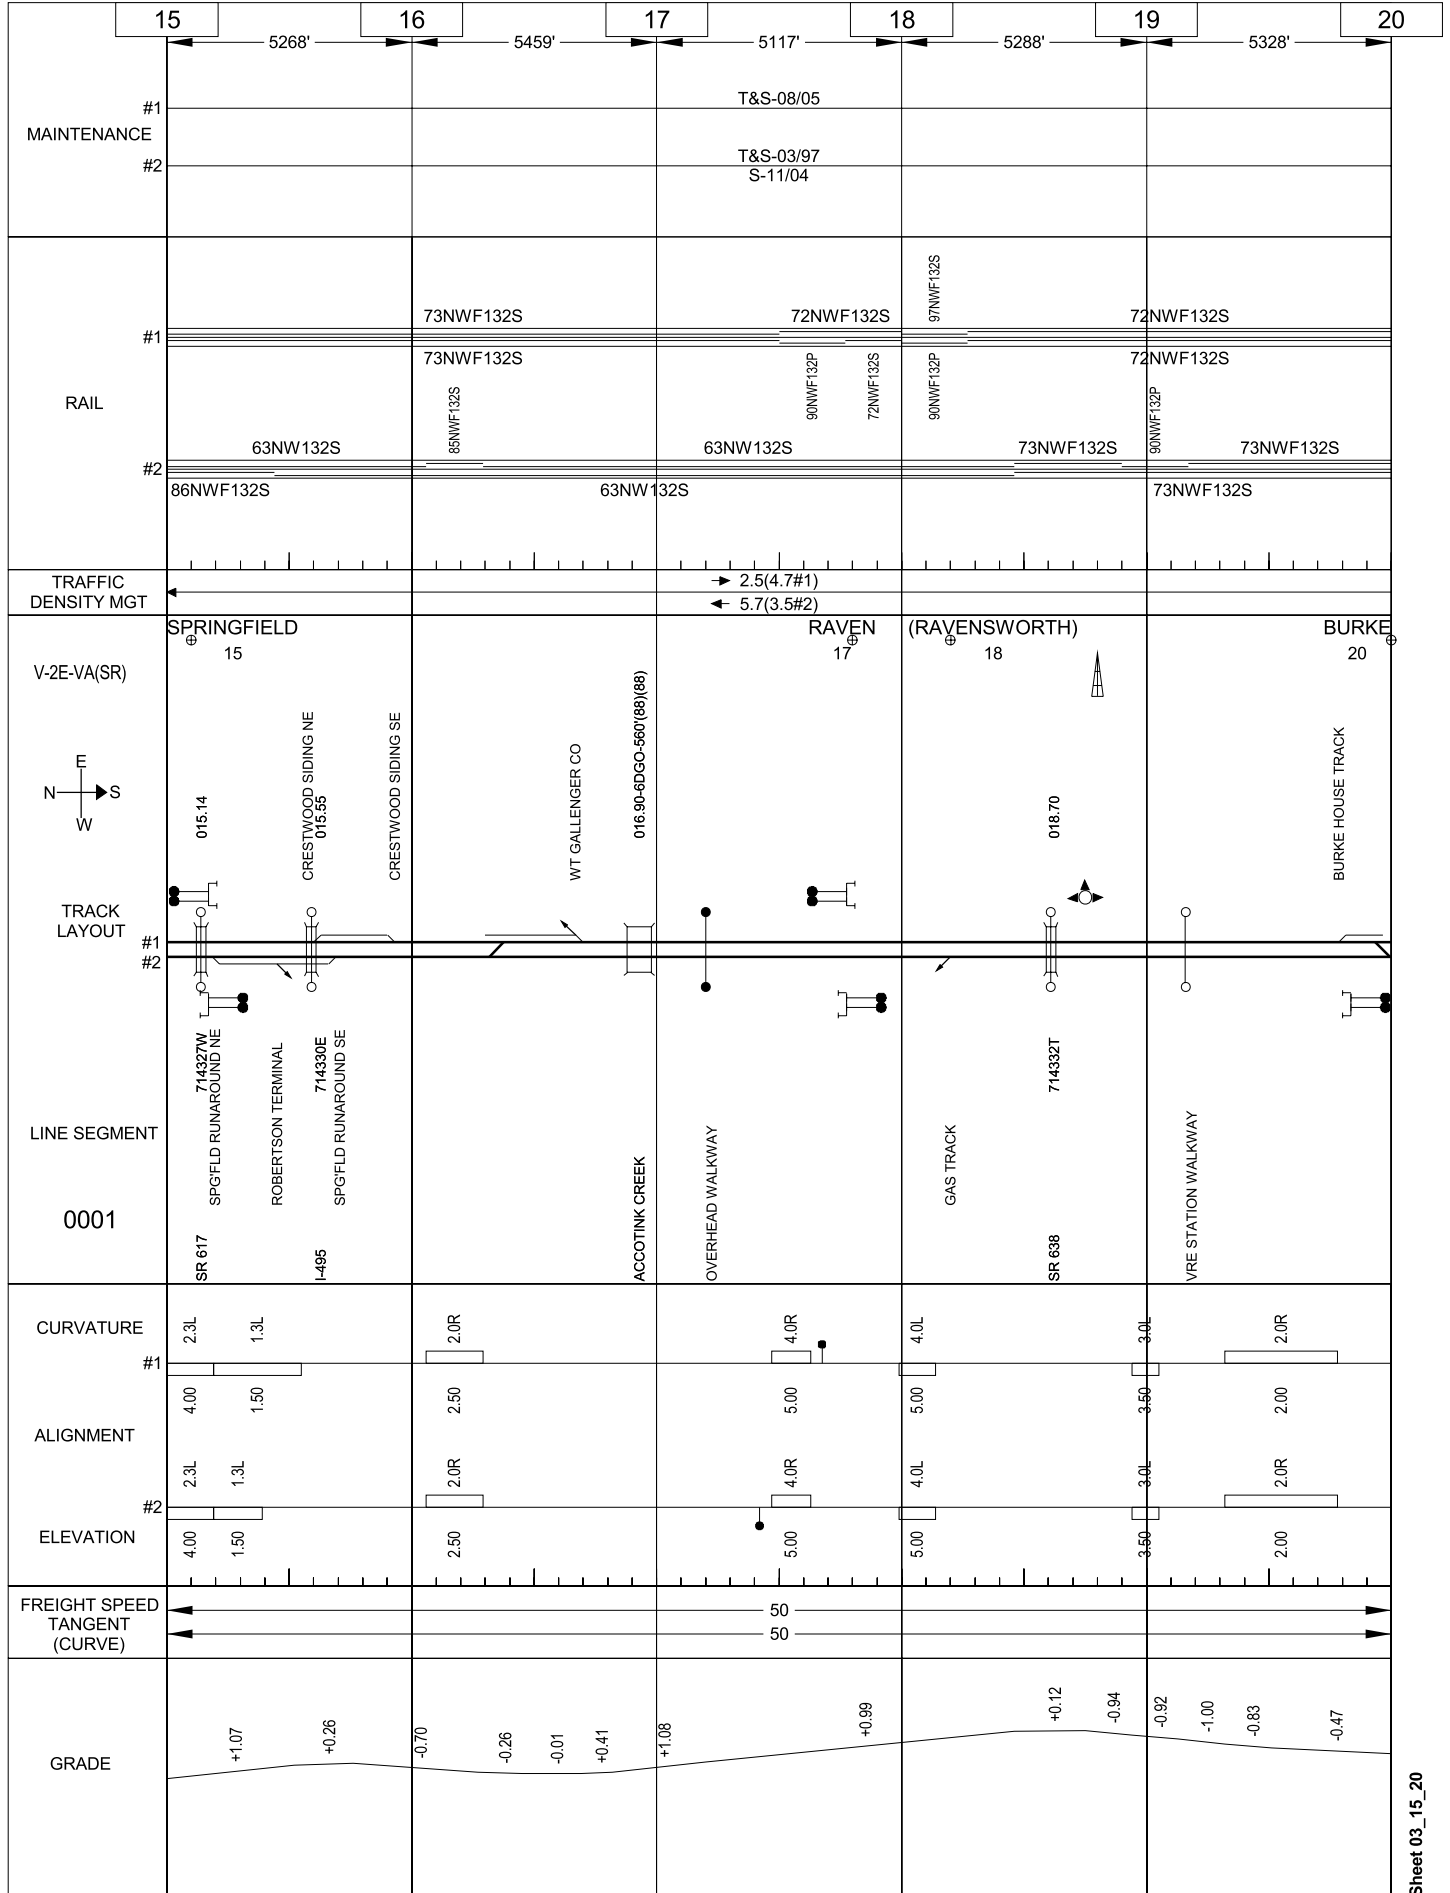 15 16 17 18 19 20
5268' 5459' 5117' 5288' 5328'
#1 T&S-08/05
MAINTENANCE
#2 T&S-03/97
S-11/04
97NWF132S
73NWF132S 72NWF132S 72NWF132S
#1
73NWF132S 72NWF132S
90NWF132P 72NWF132S 90NWF132P
RAIL
85NWF132S 90NWF132P
63NW132S 63NW132S 73NWF132S 73NWF132S
#2
86NWF132S 63NW132S 73NWF132S
TRAFFIC
DENSITY MGT
2.5(4.7#1)
5.7(3.5#2)
SPRINGFIELD RAVEN (RAVENSWORTH) BURKE
15 17 18 20
V-2E-VA(SR)
E
N S
W
015.14
CRESTWOOD SIDING NE
015.55
CRESTWOOD SIDING SE
WT GALLENGER CO
016.90-6DGO-560'(88)(88)
018.70
BURKE HOUSE TRACK
TRACK
LAYOUT
#1
#2
714327W
SPG'FLD RUNAROUND NE
ROBERTSON TERMINAL
714330E
SPG'FLD RUNAROUND SE
714332T
LINE SEGMENT
0001
SR 617
I-495
ACCOTINK CREEK
OVERHEAD WALKWAY
GAS TRACK
SR 638
VRE STATION WALKWAY
CURVATURE
2.3L 1.3L 2.0R 4.0R 4.0L 3.0L 2.0R
#1
4.00 1.50 2.50 5.00 5.00 3.50 2.00
ALIGNMENT
2.3L 1.3L 2.0R 4.0R 4.0L 3.0L 2.0R
#2
ELEVATION
4.00 1.50 2.50 5.00 5.00 3.50 2.00
FREIGHT SPEED
TANGENT
(CURVE)
50
50
GRADE
+1.07 +0.26 -0.70 -0.26 -0.01 +0.41 +1.08 +0.99 +0.12 -0.94 -0.92 -1.00 -0.83 -0.47
Sheet 03_15_20